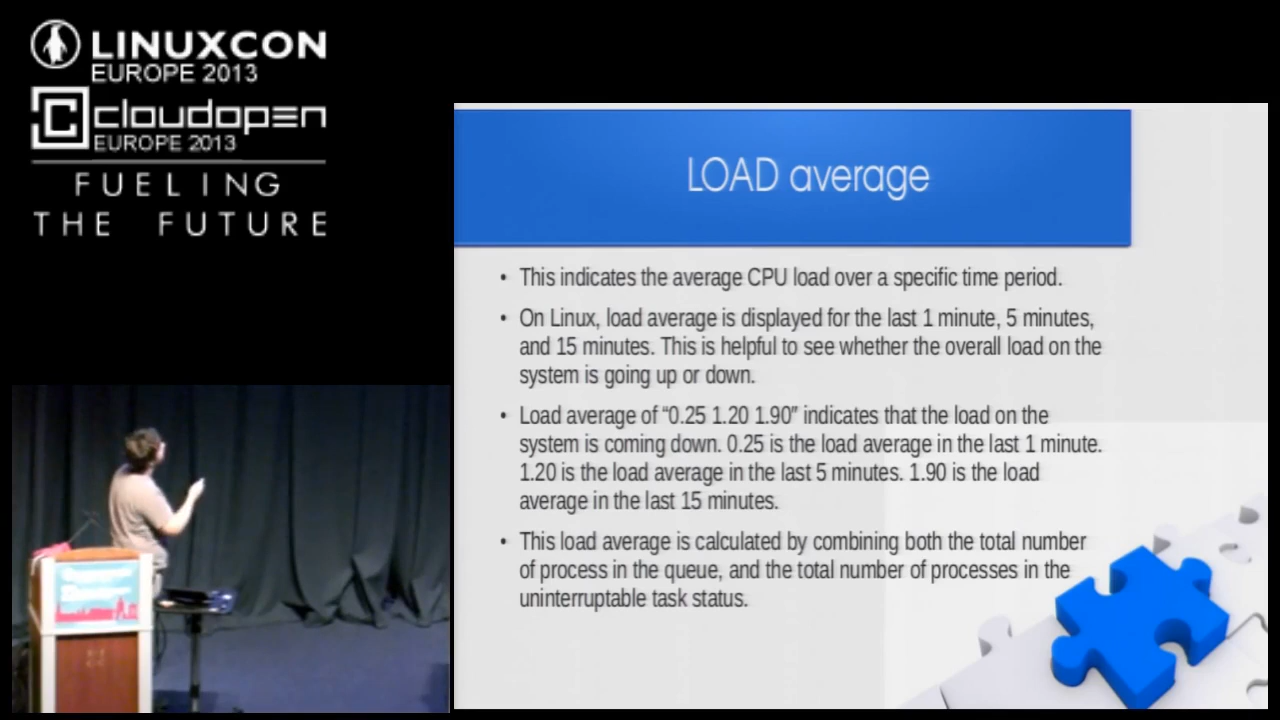 LINUXCON
EUROPE 2013
cloudopen
EUROPE 2013
FUELING
THE FUTURE
LOAD average
• This indicates the average CPU load over a specific time period.
• On Linux, load average is displayed for the last 1 minute, 5 minutes,
and 15 minutes. This is helpful to see whether the overall load on the
system is going up or down.
• Load average of “0.25 1.20 1.90” indicates that the load on the
system is coming down. 0.25 is the load average in the last 1 minute.
1.20 is the load average in the last 5 minutes. 1.90 is the load
average in the last 15 minutes.
• This load average is calculated by combining both the total number
of process in the queue, and the total number of processes in the
uninterruptable task status.